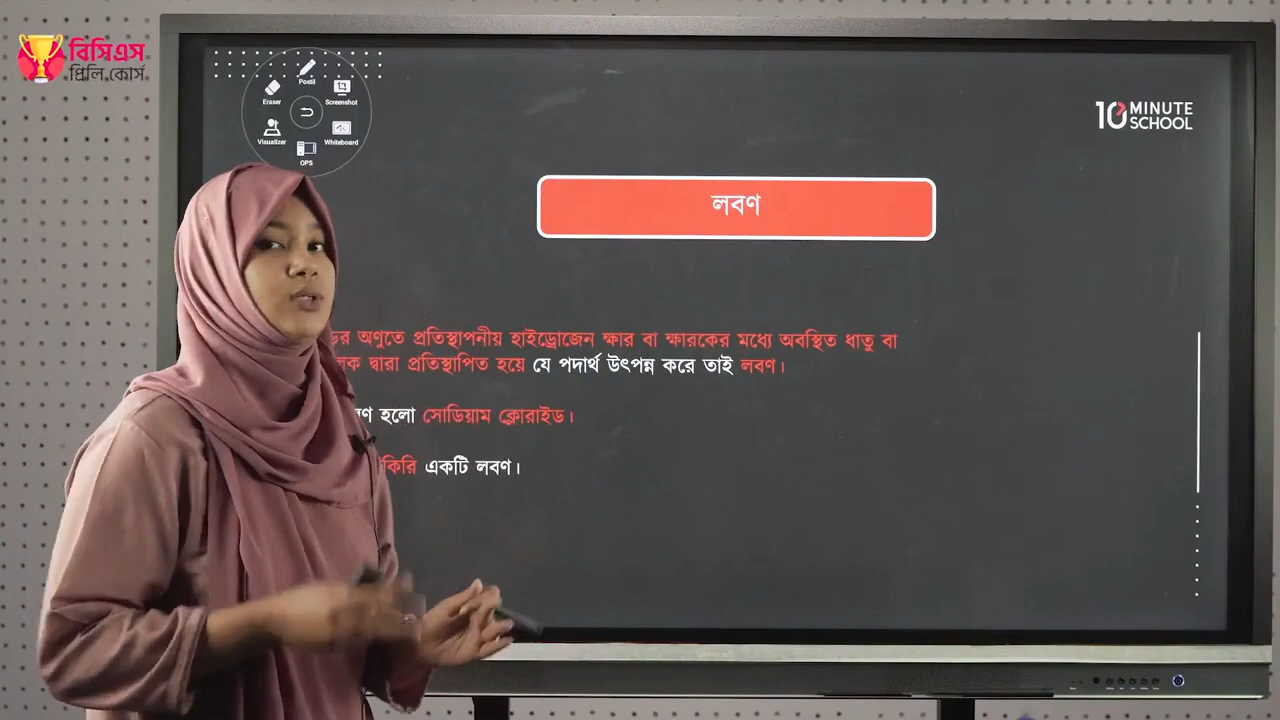 বিসিএস
প্রিলি কোর্স
Postil
Eraser
Screenshot
Visualizer
Whiteboard
OPS
10 MINUTE
SCHOOL
লবণ
অণুতে প্রতিস্থাপনীয় হাইড্রোজেন ক্ষার বা ক্ষারকের মধ্যে অবস্থিত ধাতু বা
দ্বারা প্রতিস্থাপিত হয়ে যে পদার্থ উৎপন্ন করে তাই লবণ।
হলো সোডিয়াম ক্লোরাইড।
একটি লবণ।